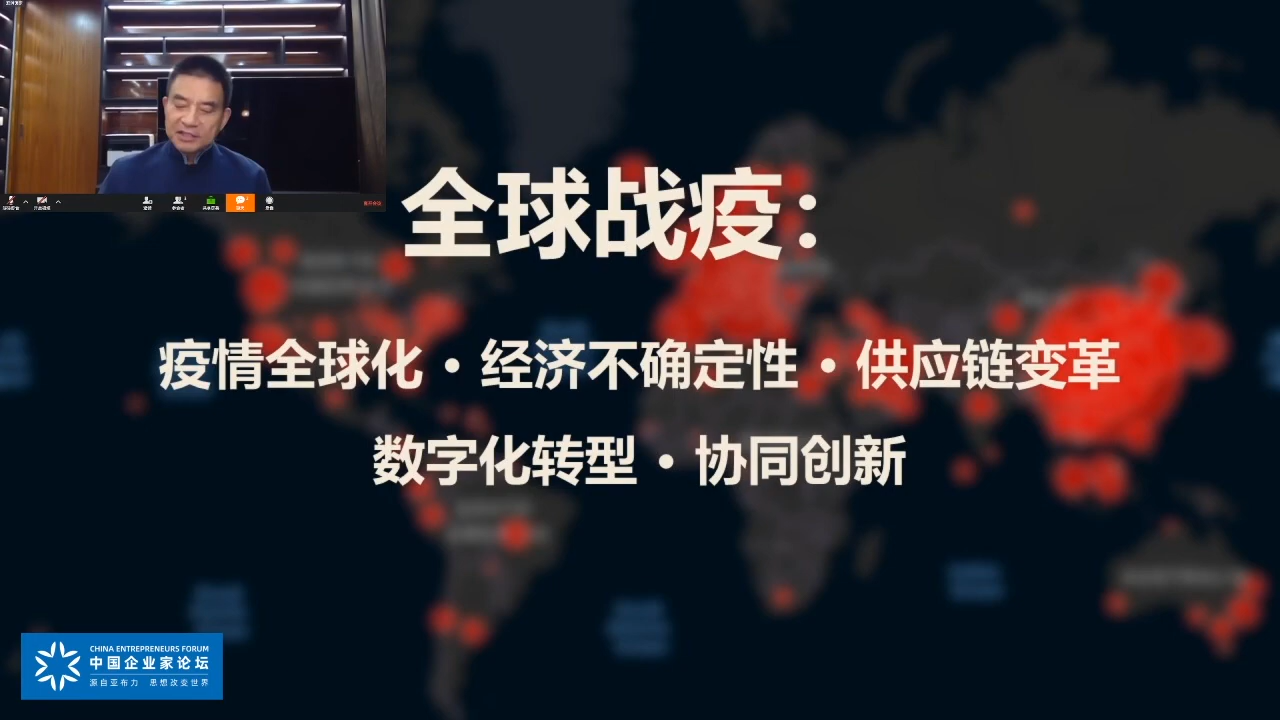 全球战疫：
疫情全球化·经济不确定性·供应链变革
数字化转型·协同创新
CHINA ENTREPRENEURS FORUM
中国企业家论坛
源自亚布力 思想改变世界